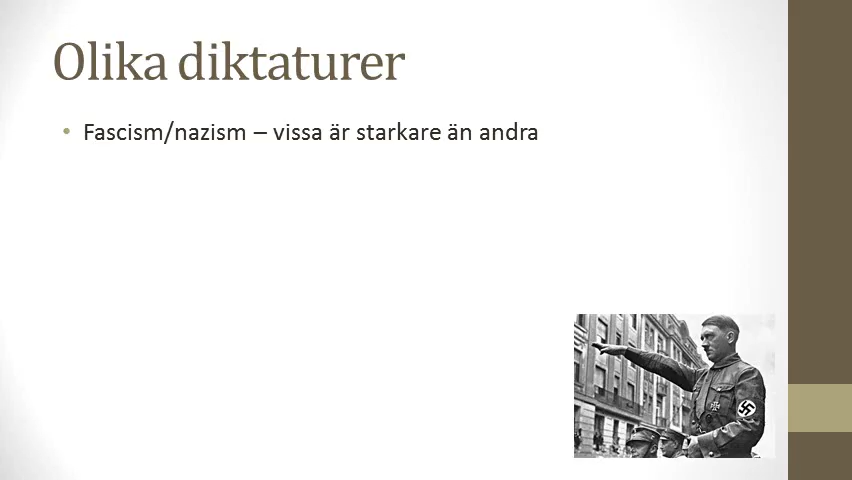 Olika diktaturer
• Fascism/nazism – vissa är starkare än andra